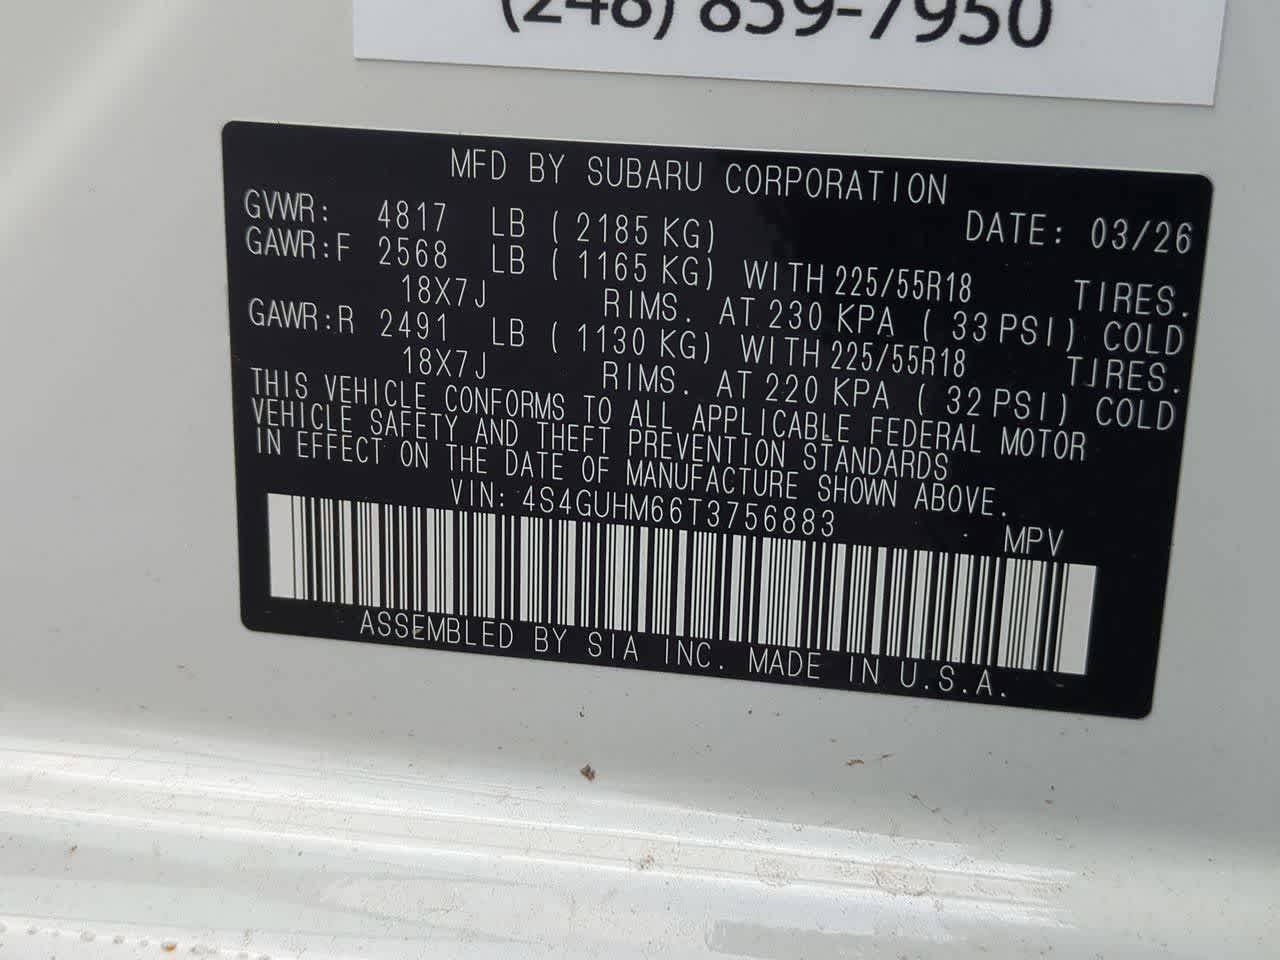 (248) 859-7950
MFD BY SUBARU CORPORATION
GVWR: 4817 LB ( 2185 KG) DATE: 03/26
GAWR:F 2568 LB ( 1165 KG) WITH 225/55R18 TIRES.
18X7J RIMS. AT 230 KPA ( 33 PSI) COLD
GAWR:R 2491 LB ( 1130 KG) WITH 225/55R18 TIRES.
18X7J RIMS. AT 220 KPA ( 32 PSI) COLD
THIS VEHICLE CONFORMS TO ALL APPLICABLE FEDERAL MOTOR
VEHICLE SAFETY AND THEFT PREVENTION STANDARDS
IN EFFECT ON THE DATE OF MANUFACTURE SHOWN ABOVE.
VIN: 4S4GUHM66T3756883 MPV
ASSEMBLED BY SIA INC. MADE IN U.S.A.